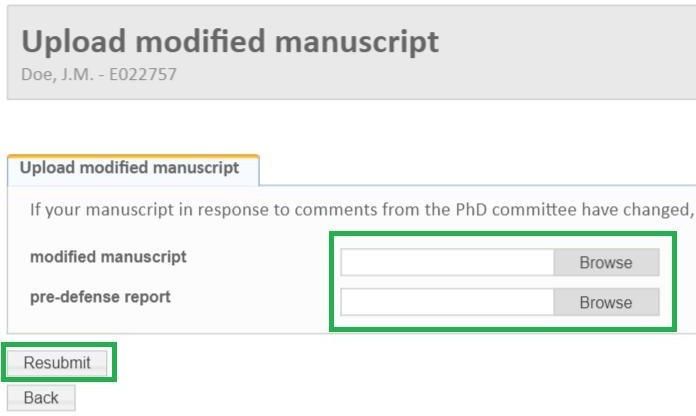 Upload modified manuscript
Doe, J.M. - E022757
Upload modified manuscript
If your manuscript in response to comments from the PhD committee have changed,
modified manuscript
Browse
pre-defense report
Browse
Resubmit
Back